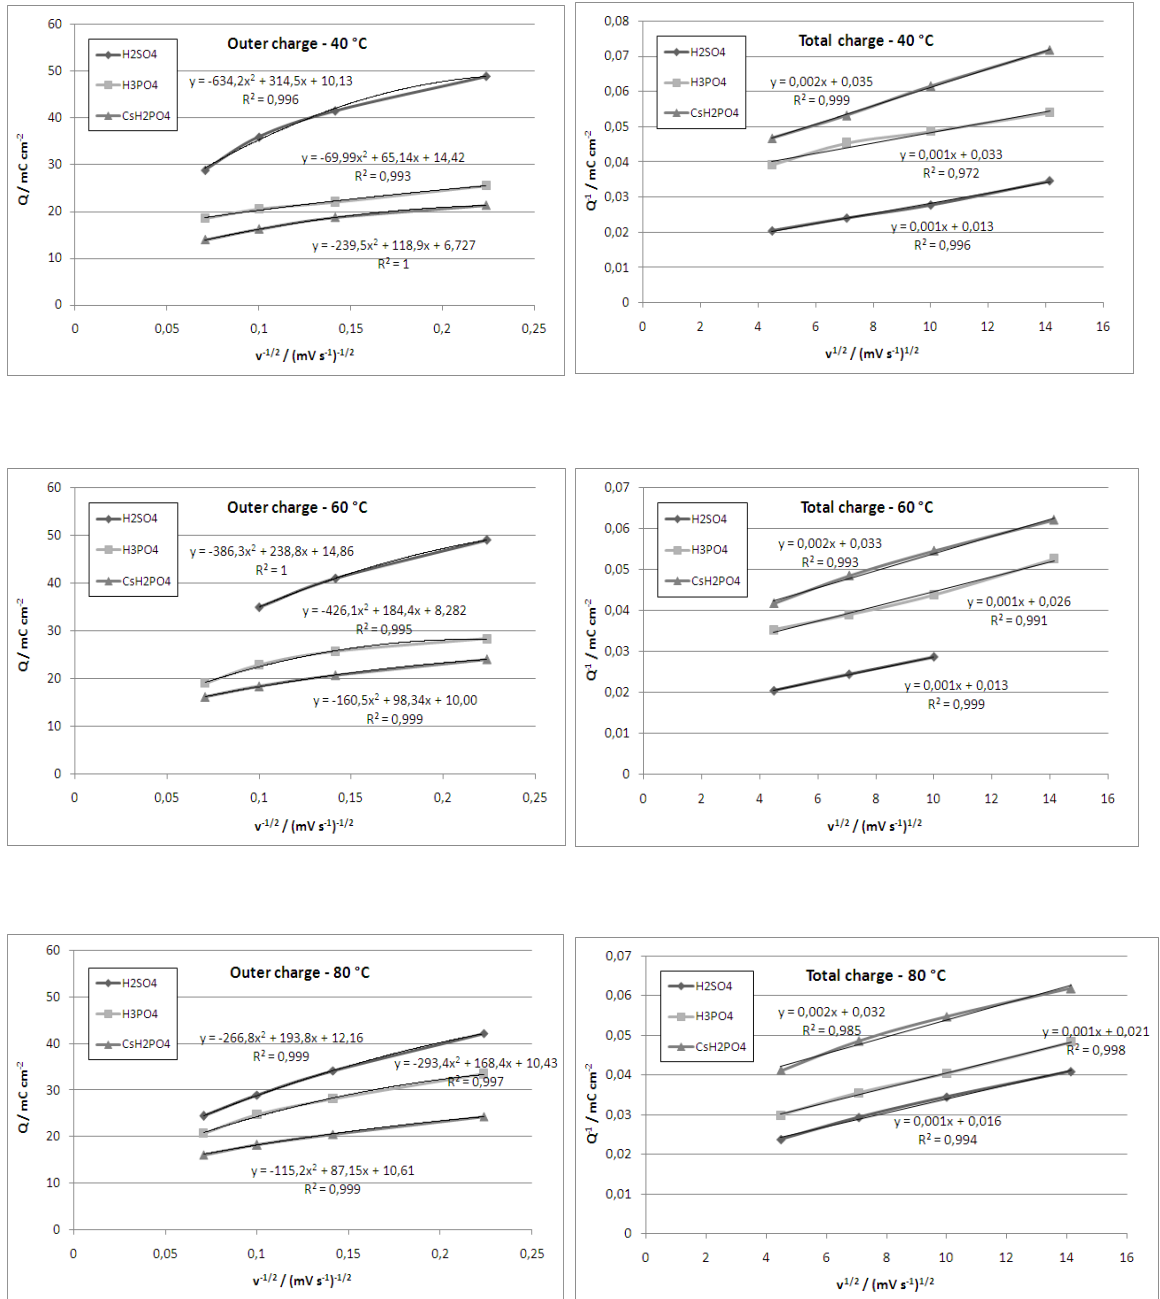 Outer charge - 40 °C
H2SO4
H3PO4
CsH2PO4
y = -634,2x² + 314,5x + 10,13
R² = 0,996
y = -69,99x² + 65,14x + 14,42
R² = 0,993
y = -239,5x² + 118,9x + 6,727
R² = 1
Q / mC cm⁻²
60
50
40
30
20
10
0
0 0,05 0,1 0,15 0,2 0,25
v⁻¹/² / (mV s⁻¹)⁻¹/²
Total charge - 40 °C
H2SO4
H3PO4
CsH2PO4
y = 0,002x + 0,035
R² = 0,999
y = 0,001x + 0,033
R² = 0,972
y = 0,001x + 0,013
R² = 0,996
Q⁻¹ / mC cm⁻²
0,08
0,07
0,06
0,05
0,04
0,03
0,02
0,01
0
0 2 4 6 8 10 12 14 16
v¹/² / (mV s⁻¹)¹/²
Outer charge - 60 °C
H2SO4
H3PO4
CsH2PO4
y = -386,3x² + 238,8x + 14,86
R² = 1
y = -426,1x² + 184,4x + 8,282
R² = 0,995
y = -160,5x² + 98,34x + 10,00
R² = 0,999
Q / mC cm⁻²
60
50
40
30
20
10
0
0 0,05 0,1 0,15 0,2 0,25
v⁻¹/² / (mV s⁻¹)⁻¹/²
Total charge - 60 °C
H2SO4
H3PO4
CsH2PO4
y = 0,002x + 0,033
R² = 0,993
y = 0,001x + 0,026
R² = 0,991
y = 0,001x + 0,013
R² = 0,999
Q⁻¹ / mC cm⁻²
0,07
0,06
0,05
0,04
0,03
0,02
0,01
0
0 2 4 6 8 10 12 14 16
v¹/² / (mV s⁻¹)¹/²
Outer charge - 80 °C
H2SO4
H3PO4
CsH2PO4
y = -266,8x² + 193,8x + 12,16
R² = 0,999
y = -293,4x² + 168,4x + 10,43
R² = 0,997
y = -115,2x² + 87,15x + 10,61
R² = 0,999
Q / mC cm⁻²
60
50
40
30
20
10
0
0 0,05 0,1 0,15 0,2 0,25
v⁻¹/² / (mV s⁻¹)⁻¹/²
Total charge - 80 °C
H2SO4
H3PO4
CsH2PO4
y = 0,002x + 0,032
R² = 0,985
y = 0,001x + 0,021
R² = 0,998
y = 0,001x + 0,016
R² = 0,994
Q⁻¹ / mC cm⁻²
0,07
0,06
0,05
0,04
0,03
0,02
0,01
0
0 2 4 6 8 10 12 14 16
v¹/² / (mV s⁻¹)¹/²